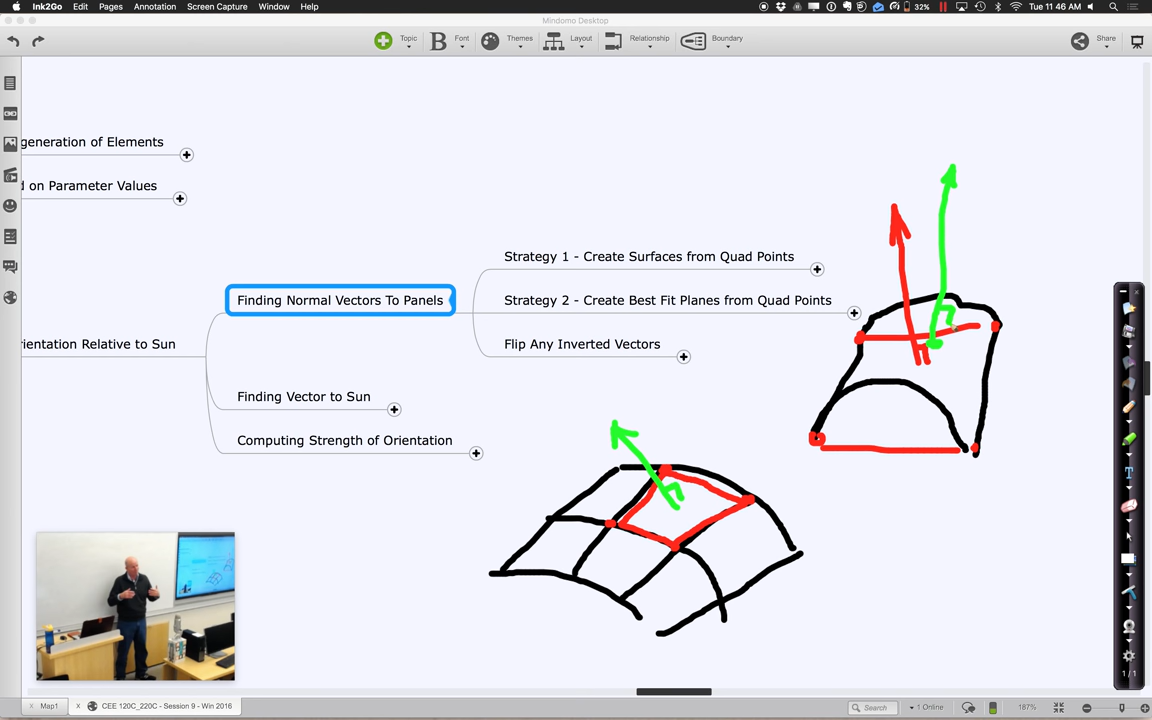 Ink2Go Edit Pages Annotation Screen Capture Window Help 32% Tue 11 46 AM
Mindomo Desktop
Topic B Font Themes Layout Relationship Boundary Share
generation of Elements
d on Parameter Values
Strategy 1 - Create Surfaces from Quad Points
Finding Normal Vectors To Panels
Strategy 2 - Create Best Fit Planes from Quad Points
rientation Relative to Sun
Flip Any Inverted Vectors
Finding Vector to Sun
Computing Strength of Orientation
T
1 / 1
x Map1 x CEE 120C_220C - Session 9 - Win 2016 Search 1 Online 187%